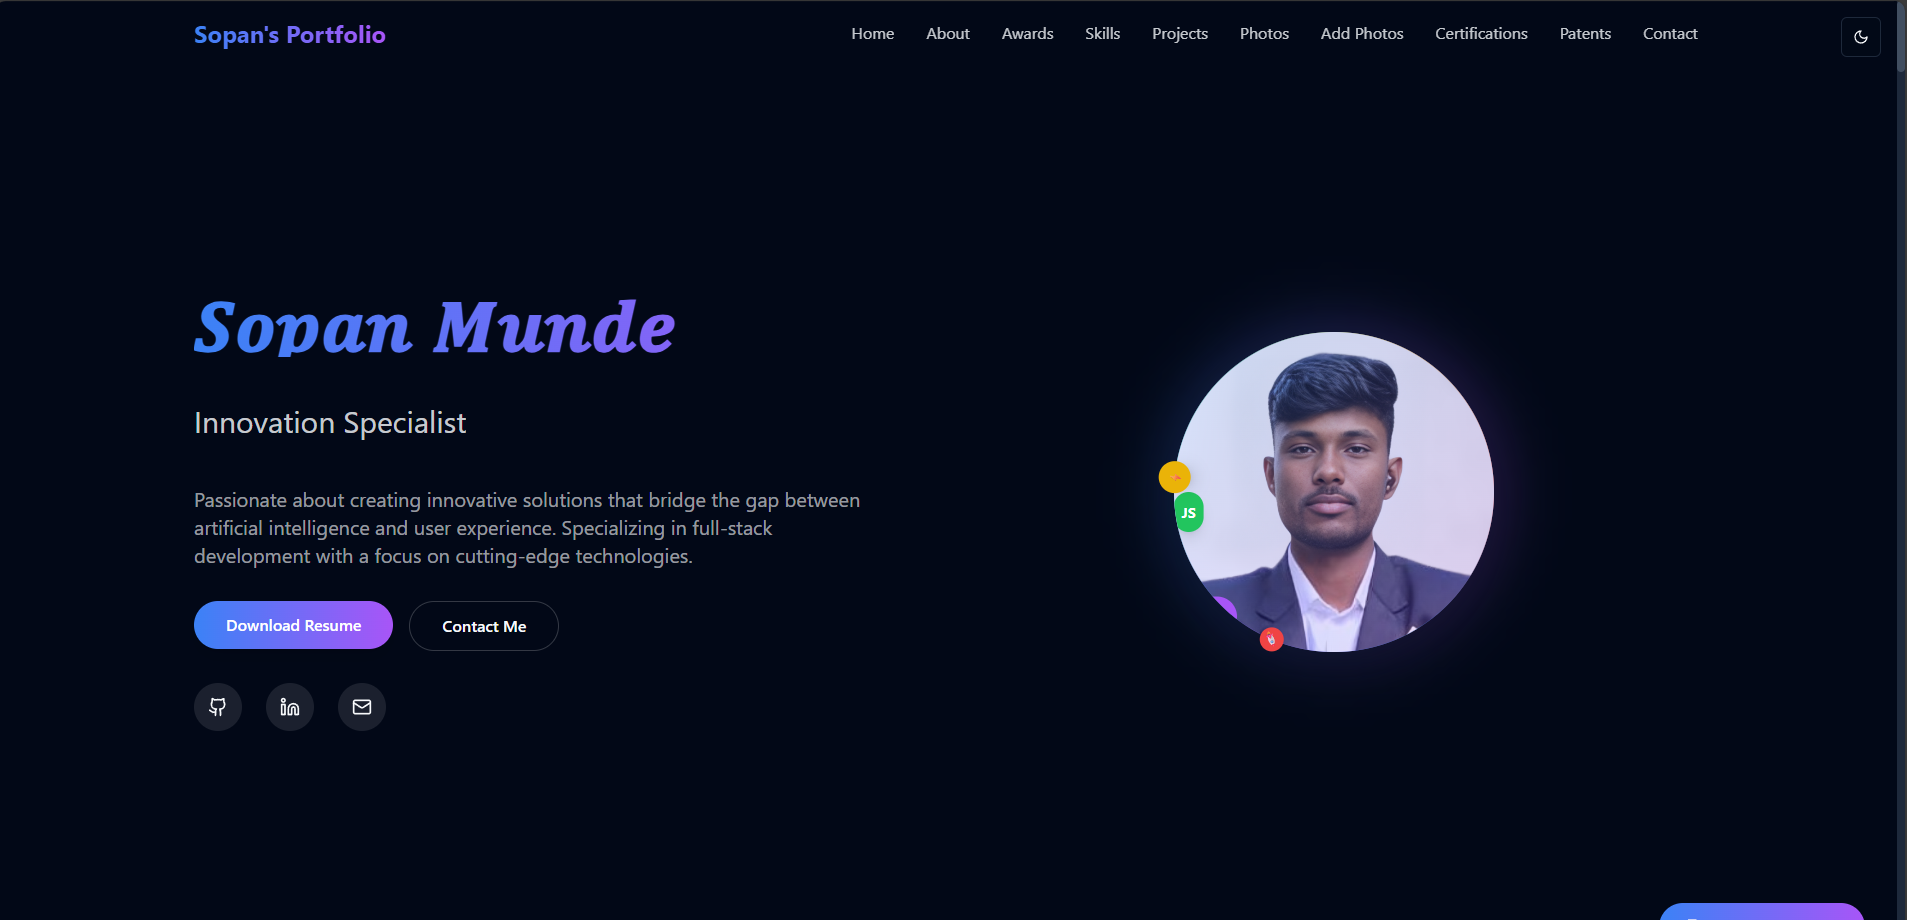 Sopan's Portfolio
Home About Awards Skills Projects Photos Add Photos Certifications Patents Contact
Sopan Munde
Innovation Specialist
Passionate about creating innovative solutions that bridge the gap between
artificial intelligence and user experience. Specializing in full-stack
development with a focus on cutting-edge technologies.
JS
Download Resume Contact Me
in